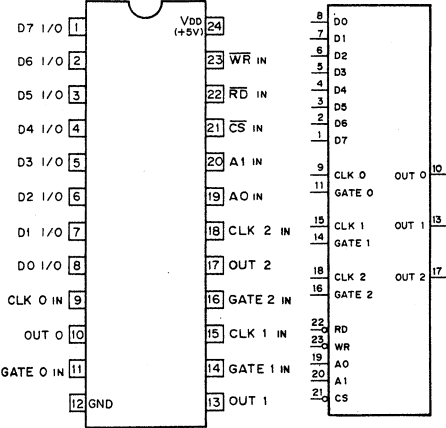 D7 I/O 1
D6 I/O 2
D5 I/O 3
D4 I/O 4
D3 I/O 5
D2 I/O 6
D1 I/O 7
D0 I/O 8
CLK 0 IN 9
OUT 0 10
GATE 0 IN 11
12 GND
VDD
(+5V) 24
23 WR IN
22 RD IN
21 CS IN
20 A1 IN
19 A0 IN
18 CLK 2 IN
17 OUT 2
16 GATE 2 IN
15 CLK 1 IN
14 GATE 1 IN
13 OUT 1
8 D0
7 D1
6 D2
5 D3
4 D4
3 D5
2 D6
1 D7
9 CLK 0 OUT 0 10
11 GATE 0
15 CLK 1 OUT 1 13
14 GATE 1
18 CLK 2 OUT 2 17
16 GATE 2
22 RD
23 WR
19 A0
20 A1
21 CS